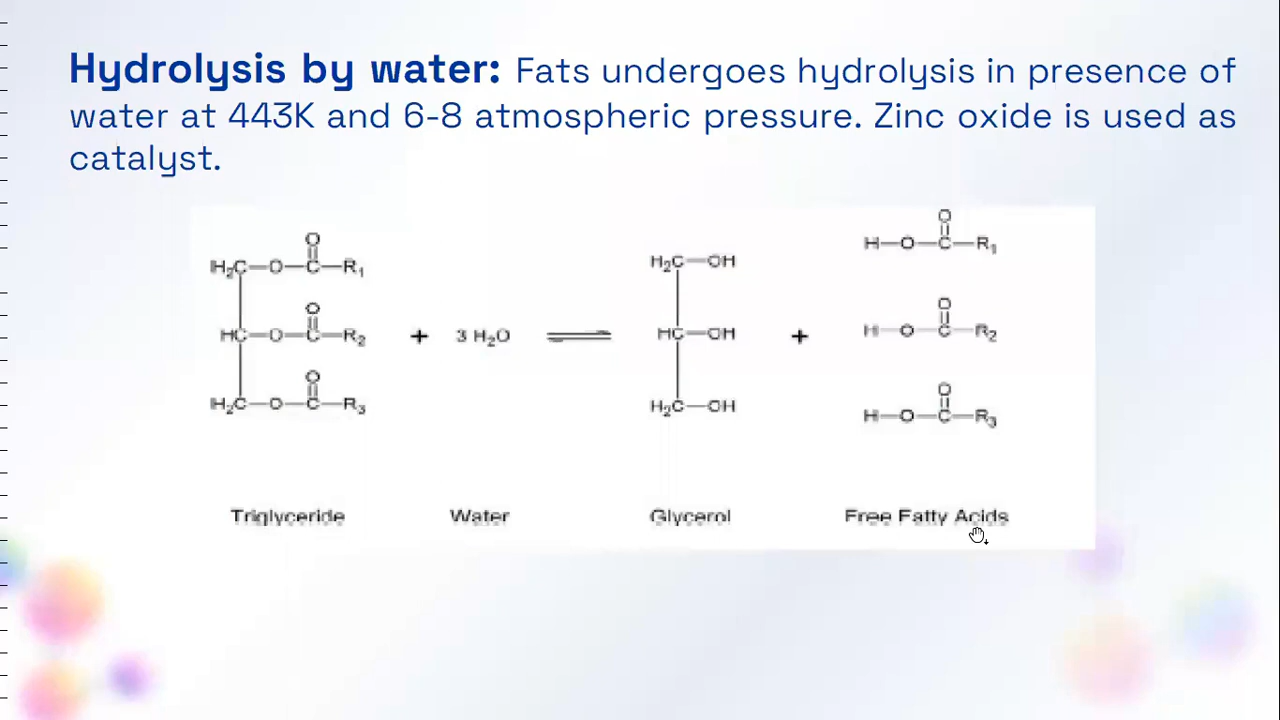 Hydrolysis by water: Fats undergoes hydrolysis in presence of
water at 443K and 6-8 atmospheric pressure. Zinc oxide is used as
catalyst.
O
H₂C—O—C—R₁
O
HC—O—C—R₂
O
H₂C—O—C—R₃
+
3 H₂O
H₂C—OH
HC—OH
H₂C—OH
+
O
H—O—C—R₁
O
H—O—C—R₂
O
H—O—C—R₃
Triglyceride Water Glycerol Free Fatty Acids